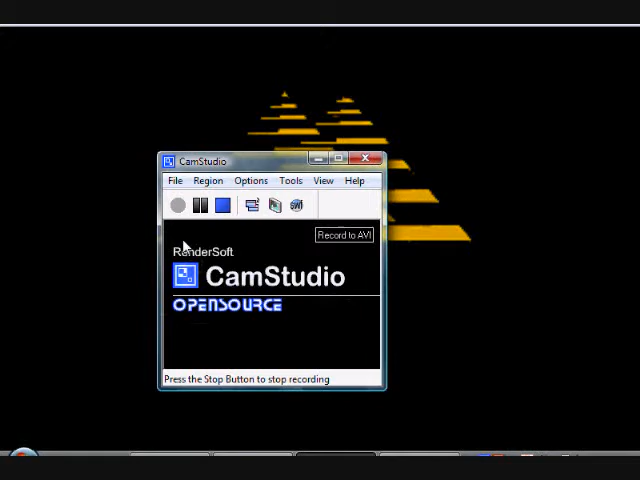 CamStudio
File Region Options Tools View Help
Record to AVI
RenderSoft
CamStudio
OPENSOURCE
Press the Stop Button to stop recording